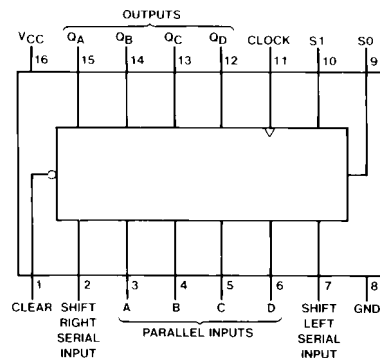 OUTPUTS
VCC QA QB QC QD CLOCK S1 S0
16 15 14 13 12 11 10 9
1 2 3 4 5 6 7 8
CLEAR SHIFT A B C D SHIFT GND
RIGHT LEFT
SERIAL PARALLEL INPUTS SERIAL
INPUT INPUT